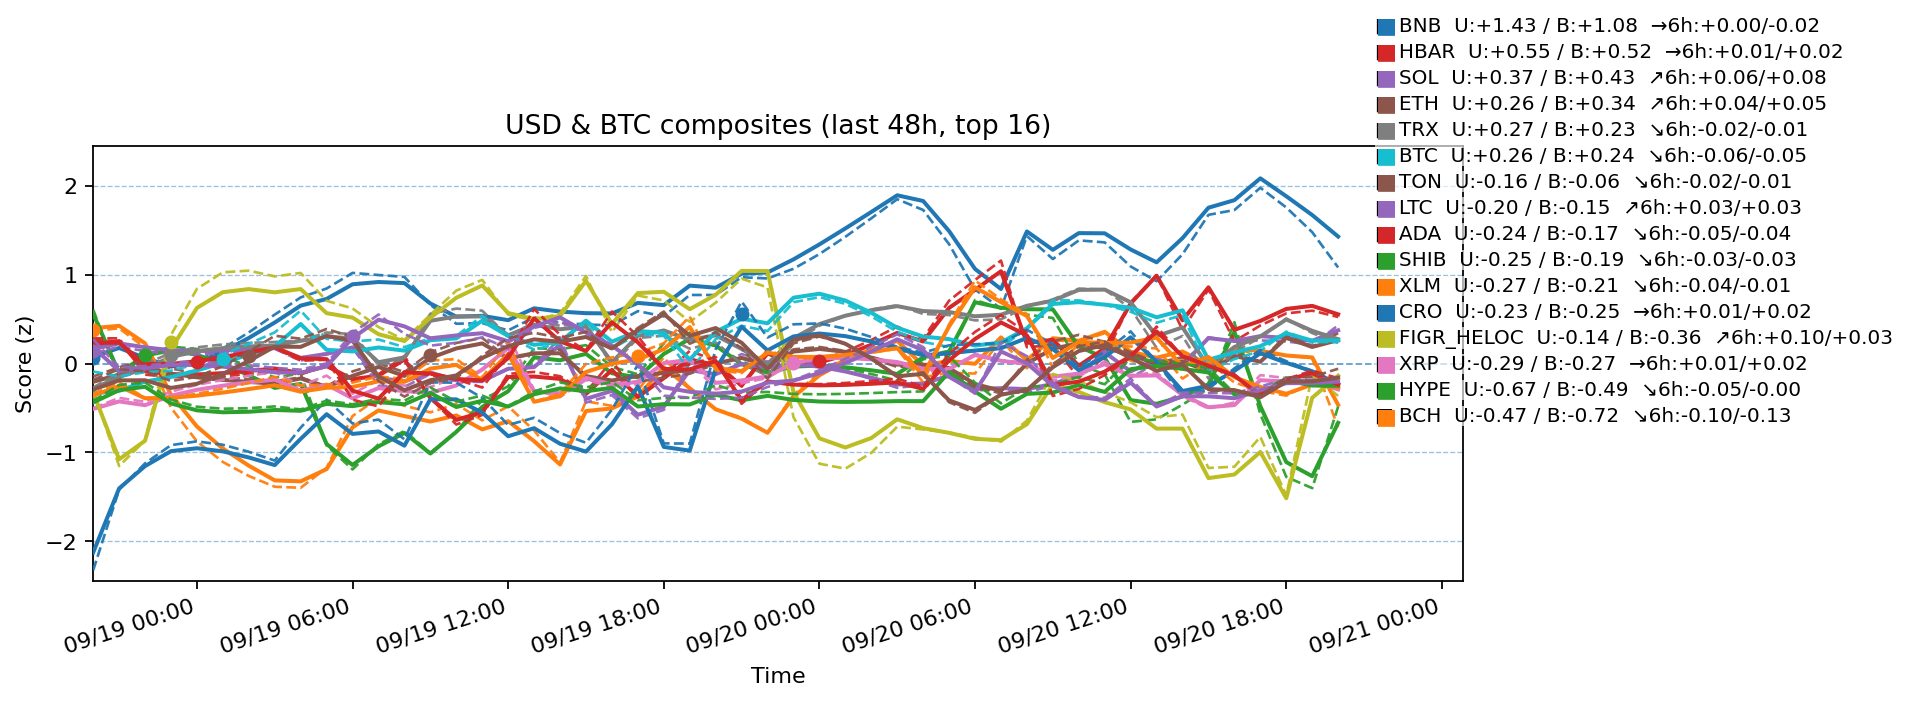 BNB  U:+1.43 / B:+1.08  →6h:+0.00/-0.02
HBAR  U:+0.55 / B:+0.52  →6h:+0.01/+0.02
SOL  U:+0.37 / B:+0.43  ↗6h:+0.06/+0.08
ETH  U:+0.26 / B:+0.34  ↗6h:+0.04/+0.05
TRX  U:+0.27 / B:+0.23  ↘6h:-0.02/-0.01
BTC  U:+0.26 / B:+0.24  ↘6h:-0.06/-0.05
TON  U:-0.16 / B:-0.06  ↘6h:-0.02/-0.01
LTC  U:-0.20 / B:-0.15  ↗6h:+0.03/+0.03
ADA  U:-0.24 / B:-0.17  ↘6h:-0.05/-0.04
SHIB  U:-0.25 / B:-0.19  ↘6h:-0.03/-0.03
XLM  U:-0.27 / B:-0.21  ↘6h:-0.04/-0.01
CRO  U:-0.23 / B:-0.25  →6h:+0.01/+0.02
FIGR_HELOC  U:-0.14 / B:-0.36  ↗6h:+0.10/+0.03
XRP  U:-0.29 / B:-0.27  →6h:+0.01/+0.02
HYPE  U:-0.67 / B:-0.49  ↘6h:-0.05/-0.00
BCH  U:-0.47 / B:-0.72  ↘6h:-0.10/-0.13
USD & BTC composites (last 48h, top 16)
Score (z)
2
1
0
−1
−2
09/19 00:00
09/19 06:00
09/19 12:00
09/19 18:00
09/20 00:00
09/20 06:00
09/20 12:00
09/20 18:00
09/21 00:00
Time